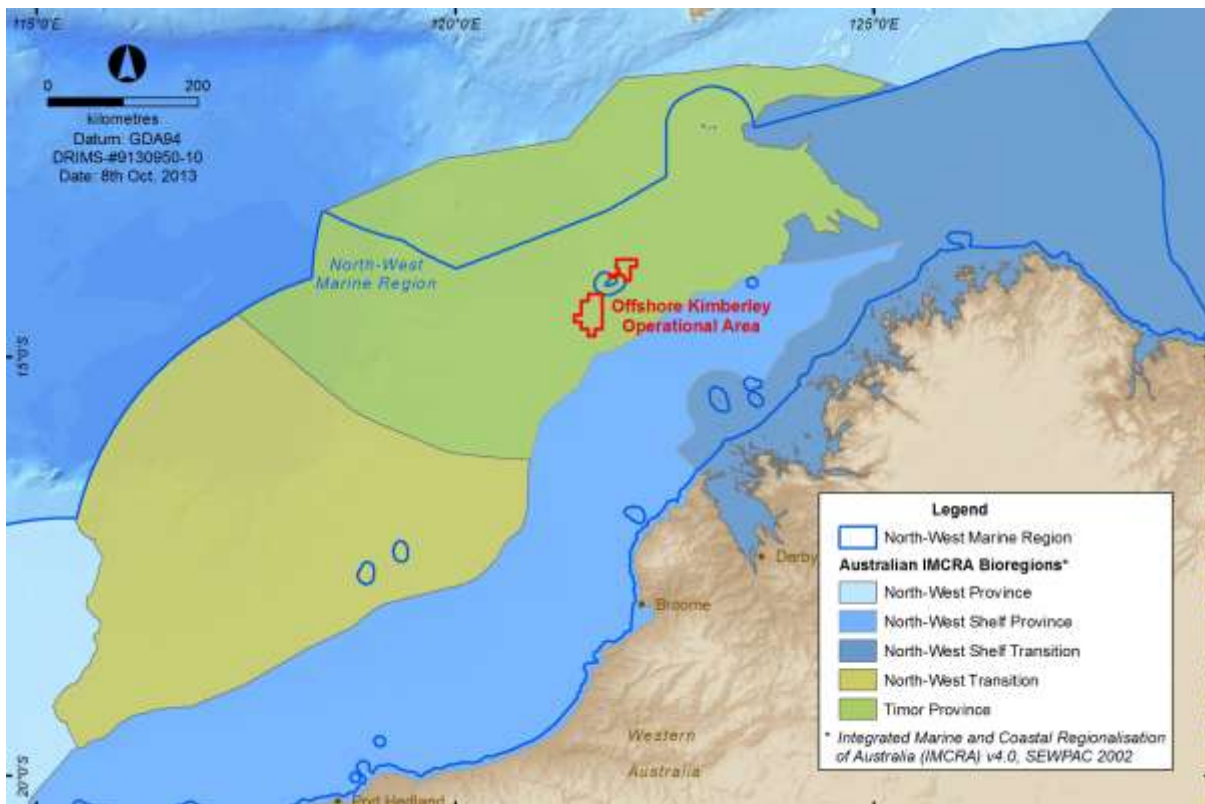 115°0'E
120°0'E
125°0'E
0 200
kilometres
Datum: GDA94
DRIMS-#9130950-10
Date: 8th Oct, 2013
North-West
Marine Region
Offshore Kimberley
Operational Area
15°0'S
Derby
Broome
Western
Australia
20°0'S
Port Hedland
Legend
North-West Marine Region
Australian IMCRA Bioregions*
North-West Province
North-West Shelf Province
North-West Shelf Transition
North-West Transition
Timor Province
* Integrated Marine and Coastal Regionalisation
of Australia (IMCRA) v4.0, SEWPAC 2002